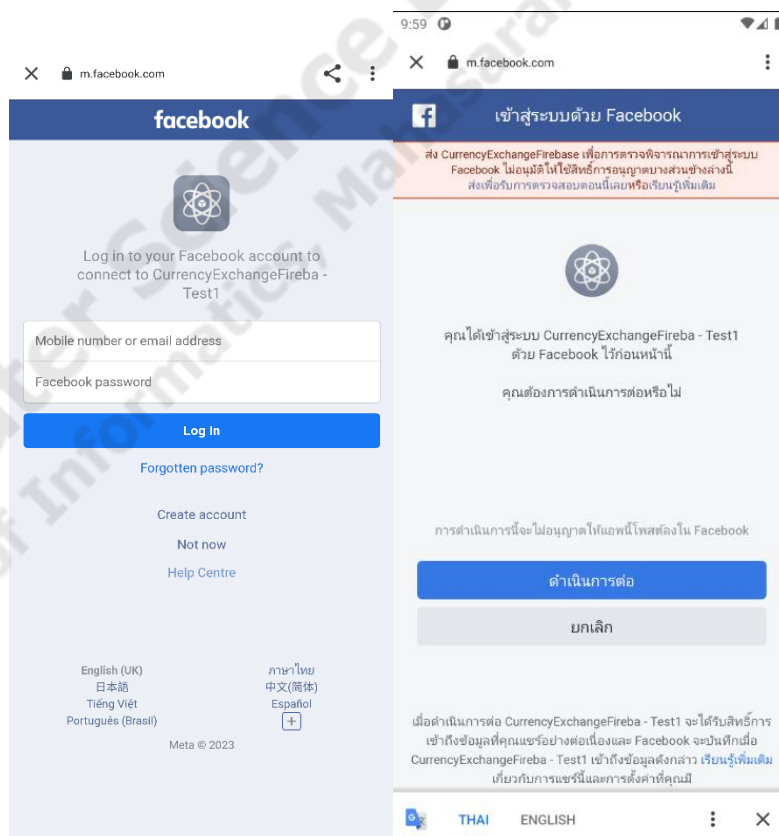 m.facebook.com
facebook
Log in to your Facebook account to
connect to CurrencyExchangeFireba -
Test1
Mobile number or email address
Facebook password
Log In
Forgotten password?
Create account
Not now
Help Centre
English (UK)
ภาษาไทย
日本語
中文(简体)
Tiếng Việt
Español
Português (Brasil)
Meta © 2023
9:59
m.facebook.com
เข้าสู่ระบบด้วย Facebook
ส่ง CurrencyExchangeFirebase เพื่อการตรวจพิจารณาการเข้าสู่ระบบ
Facebook ไม่อนุมัติให้ใช้สิทธิ์การอนุญาตบางส่วนข้างล่างนี้
ส่งเพื่อรับการตรวจสอบตอนนี้เลยหรือเรียนรู้เพิ่มเติม
คุณได้เข้าสู่ระบบ CurrencyExchangeFireba - Test1
ด้วย Facebook ไว้ก่อนหน้านี้
คุณต้องการดำเนินการต่อหรือไม่
การดำเนินการนี้จะไม่อนุญาตให้แอพนี้โพสต์ลงใน Facebook
ดำเนินการต่อ
ยกเลิก
เมื่อดำเนินการต่อ CurrencyExchangeFireba - Test1 จะได้รับสิทธิ์การ
เข้าถึงข้อมูลที่คุณแชร์อย่างต่อเนื่องและ Facebook จะบันทึกเมื่อ
CurrencyExchangeFireba - Test1 เข้าถึงข้อมูลดังกล่าว เรียนรู้เพิ่มเติม
เกี่ยวกับการแชร์นี้และการตั้งค่าที่คุณมี
THAI
ENGLISH
of Informatics, Mahasara
Science